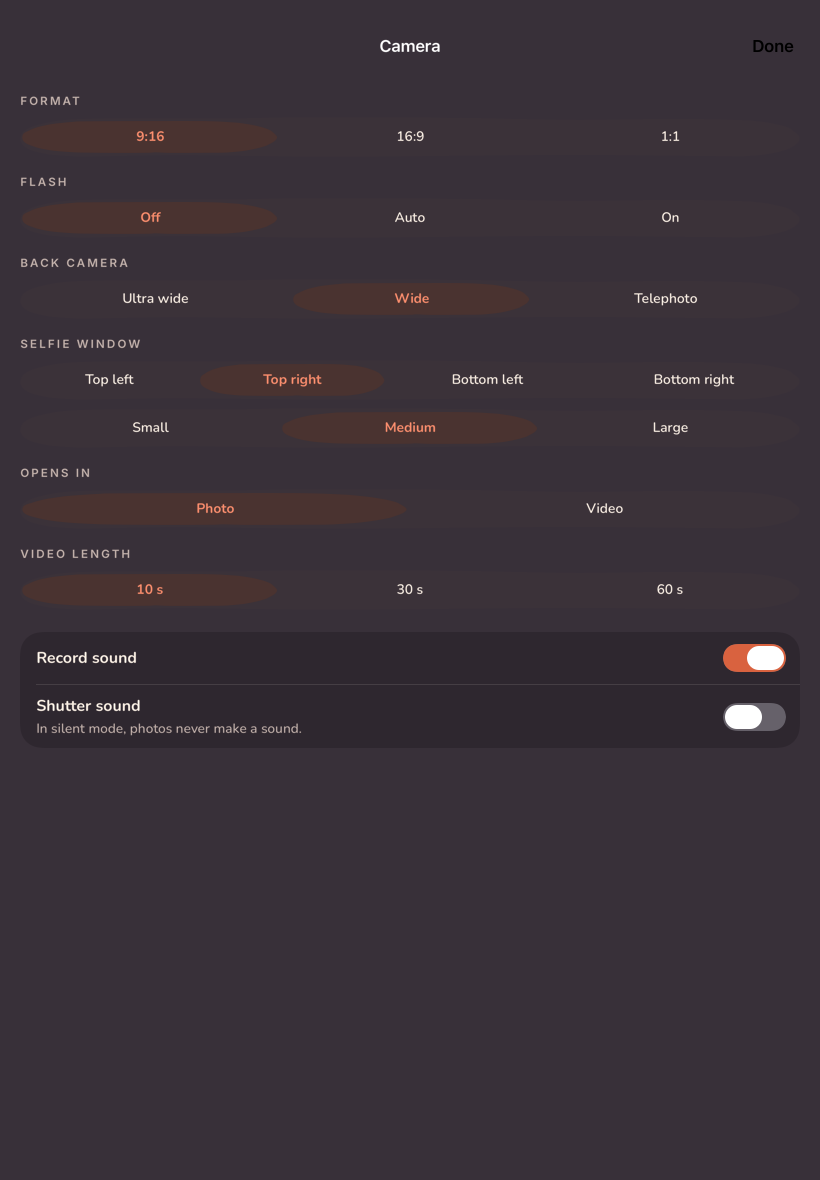 Camera
Done
FORMAT
9:16 16:9 1:1
FLASH
Off Auto On
BACK CAMERA
Ultra wide Wide Telephoto
SELFIE WINDOW
Top left Top right Bottom left Bottom right
Small Medium Large
OPENS IN
Photo Video
VIDEO LENGTH
10 s 30 s 60 s
Record sound
Shutter sound
In silent mode, photos never make a sound.